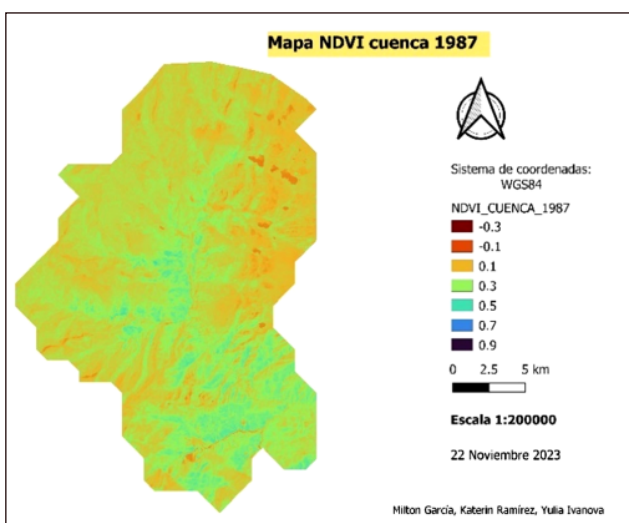 Mapa NDVI cuenca 1987
Sistema de coordenadas:
WGS84
NDVI_CUENCA_1987
-0.3
-0.1
0.1
0.3
0.5
0.7
0.9
0 2.5 5 km
Escala 1:200000
22 Noviembre 2023
Milton García, Katerin Ramírez, Yulia Ivanova